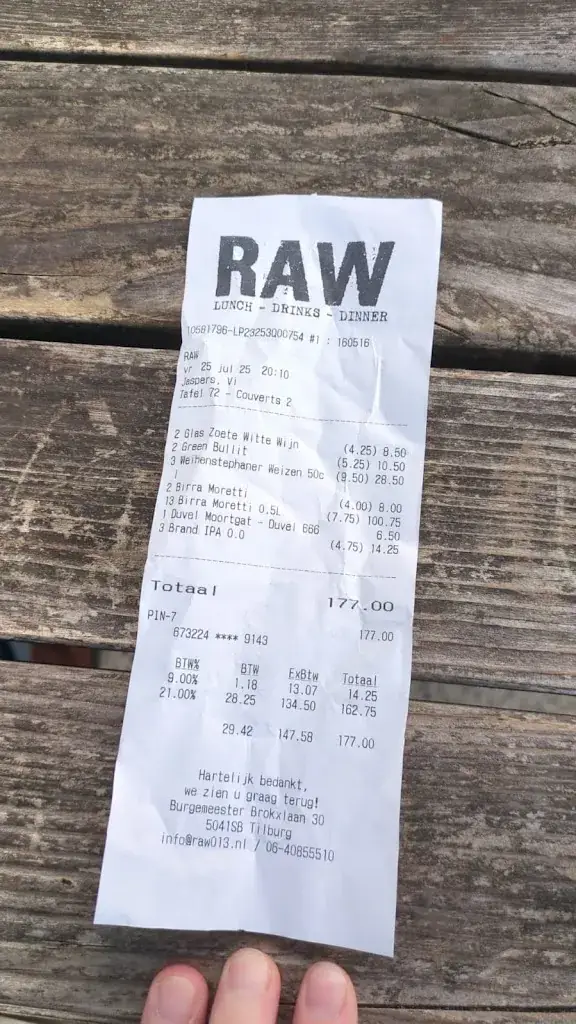 RAW
LUNCH - DRINKS - DINNER
10581796-LP23253Q00754 #1 : 160516
RAW
vr 25 jul 25 20:10
Jaspers, Vi
Tafel 72 - Couverts 2
2 Glas Zoete Witte Wijn (4.25) 8.50
2 Green Bullit (5.25) 10.50
3 Weihenstephaner Weizen 50c (9.50) 28.50
l
2 Birra Moretti (4.00) 8.00
13 Birra Moretti 0.5L (7.75) 100.75
1 Duvel Moortgat - Duvel 666 6.50
3 Brand IPA 0.0 (4.75) 14.25
Totaal 177.00
PIN-7 177.00
673224 **** 9143
BTW% BTW ExBtw Totaal
9.00% 1.18 13.07 14.25
21.00% 28.25 134.50 162.75
29.42 147.58 177.00
Hartelijk bedankt,
we zien u graag terug!
Burgemeester Brokxlaan 30
5041SB Tilburg
info@raw013.nl / 06-40855510